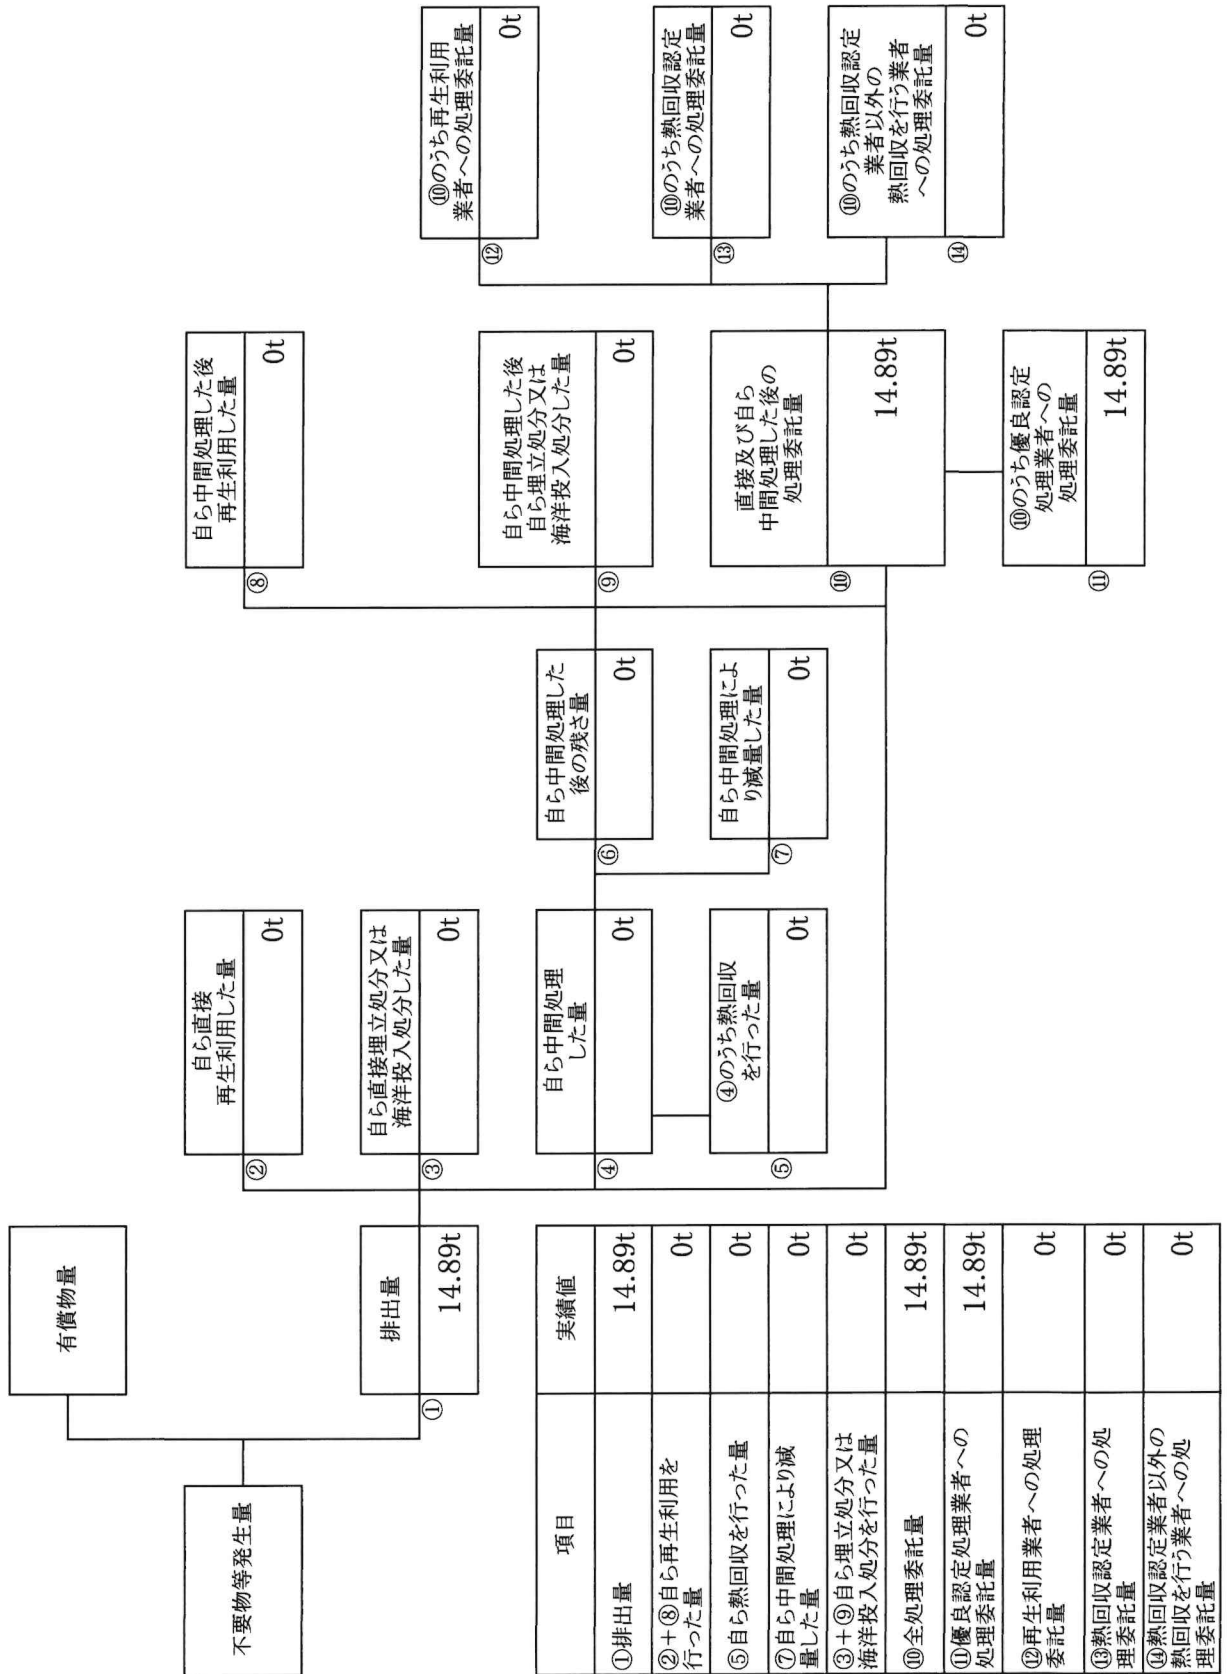 不要物等発生量
有償物量
①
排出量
14.89t
②
自ら直接
再生利用した量
0t
③
自ら直接埋立処分又は
海洋投入処分した量
0t
④
自ら中間処理
した量
0t
⑤
④のうち熱回収
を行った量
0t
⑥
自ら中間処理した
後の残さ量
0t
⑦
自ら中間処理によ
り減量した量
0t
⑧
自ら中間処理した後
再生利用した量
0t
⑨
自ら中間処理した後
自ら埋立処分又は
海洋投入処分した量
0t
⑩
直接及び自ら
中間処理した後の
処理委託量
14.89t
⑪
⑩のうち優良認定
処理業者への
処理委託量
14.89t
⑫
⑩のうち再生利用
業者への処理委託量
0t
⑬
⑩のうち熱回収認定
業者への処理委託量
0t
⑭
⑩のうち熱回収認定
業者以外の
熱回収を行う業者
への処理委託量
0t
項目
実績値
①排出量
14.89t
②+⑧自ら再生利用を
行った量
0t
⑤自ら熱回収を行った量
0t
⑦自ら中間処理により減
量した量
0t
③+⑨自ら埋立処分又は
海洋投入処分を行った量
0t
⑩全処理委託量
14.89t
⑪優良認定処理業者への
処理委託量
14.89t
⑫再生利用業者への処理
委託量
0t
⑬熱回収認定業者への処
理委託量
0t
⑭熱回収認定業者以外の
熱回収を行う業者への処
理委託量
0t